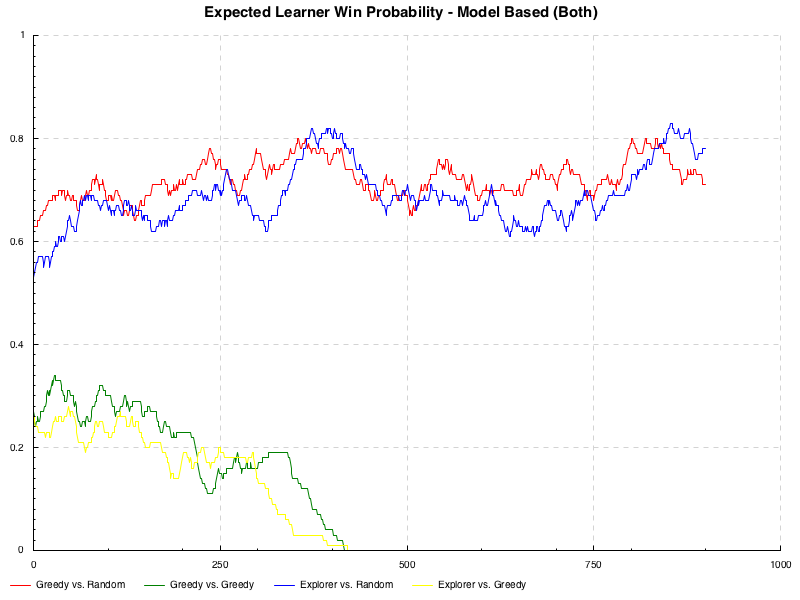 Expected Learner Win Probability - Model Based (Both)
1
0.8
0.6
0.4
0.2
0
0 250 500 750 1000
Greedy vs. Random Greedy vs. Greedy Explorer vs. Random Explorer vs. Greedy